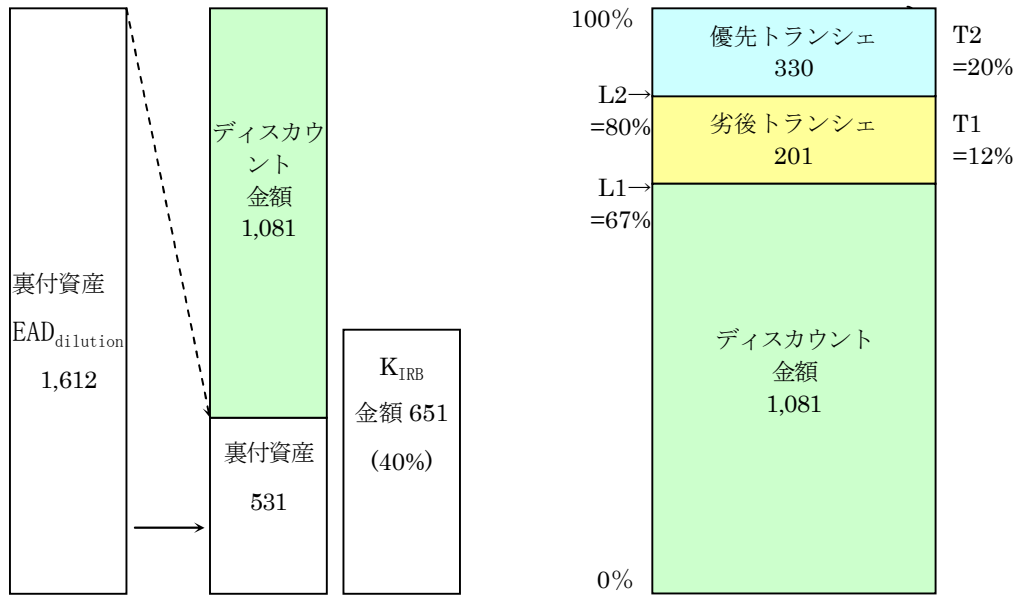 裏付資産
EADdilution
1,612
ディスカウ
ント
金額
1,081
裏付資産
531
KIRB
金額 651
(40%)
100%
L2→
=80%
L1→
=67%
0%
優先トランシェ
330
劣後トランシェ
201
ディスカウント
金額
1,081
T2
=20%
T1
=12%